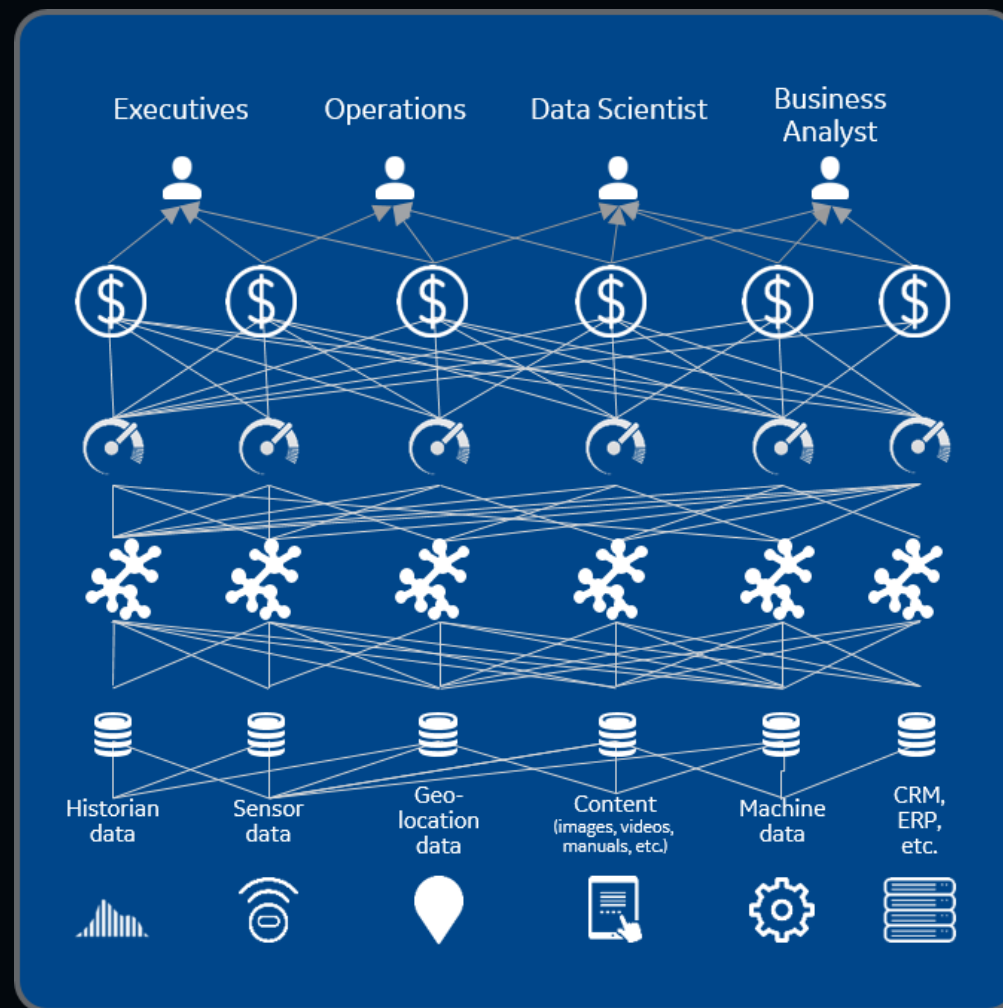 Executives
Operations
Data Scientist
Business
Analyst
$ $ $ $ $ $
Historian
data
Sensor
data
Geo-
location
data
Content
(images, videos,
manuals, etc.)
Machine
data
CRM,
ERP,
etc.